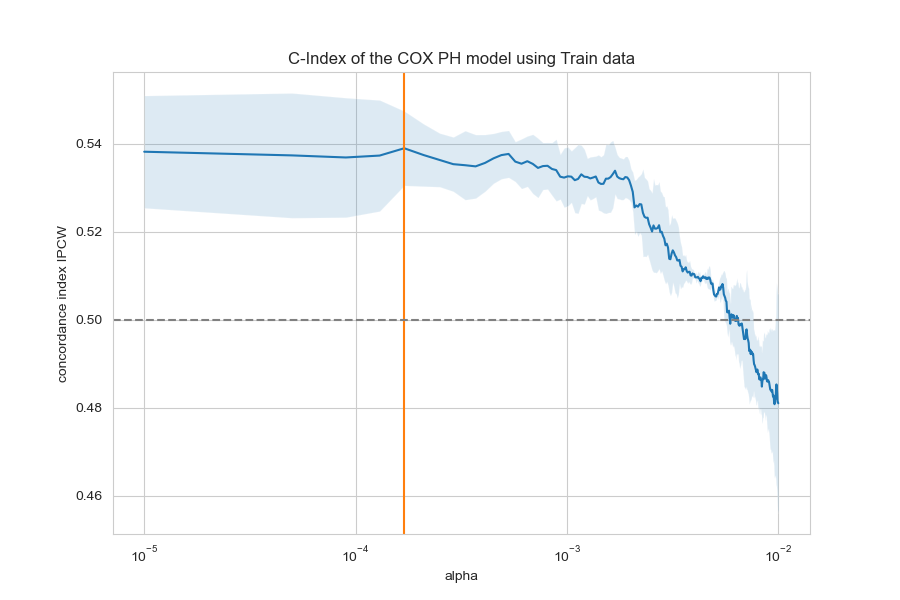 C-Index of the COX PH model using Train data
concordance index IPCW
0.54
0.52
0.50
0.48
0.46
10⁻⁵ 10⁻⁴ 10⁻³ 10⁻²
alpha